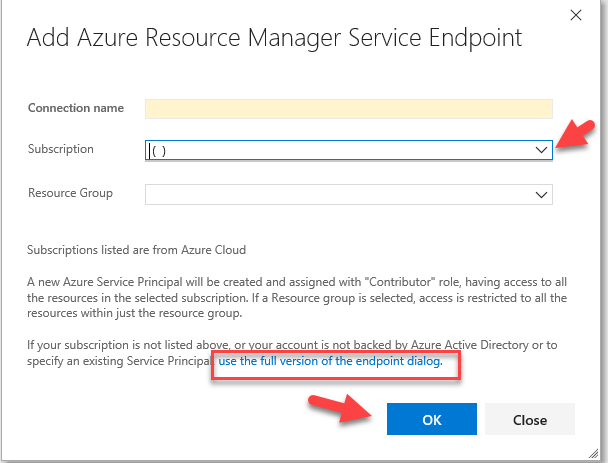 Add Azure Resource Manager Service Endpoint
Connection name
Subscription
( )
Resource Group
Subscriptions listed are from Azure Cloud
A new Azure Service Principal will be created and assigned with "Contributor" role, having access to all
the resources in the selected subscription. If a Resource group is selected, access is restricted to all the
resources within just the resource group.
If your subscription is not listed above, or your account is not backed by Azure Active Directory or to
specify an existing Service Principal, use the full version of the endpoint dialog.
OK Close